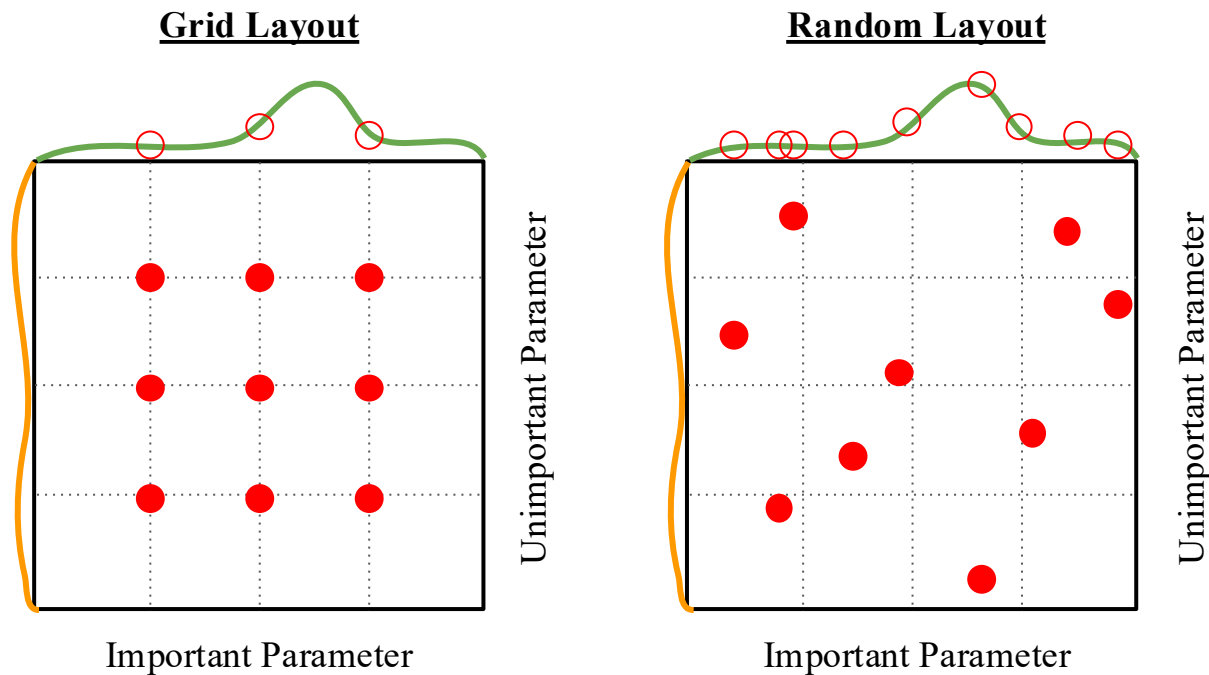 Grid Layout
Unimportant Parameter
Important Parameter
Random Layout
Unimportant Parameter
Important Parameter